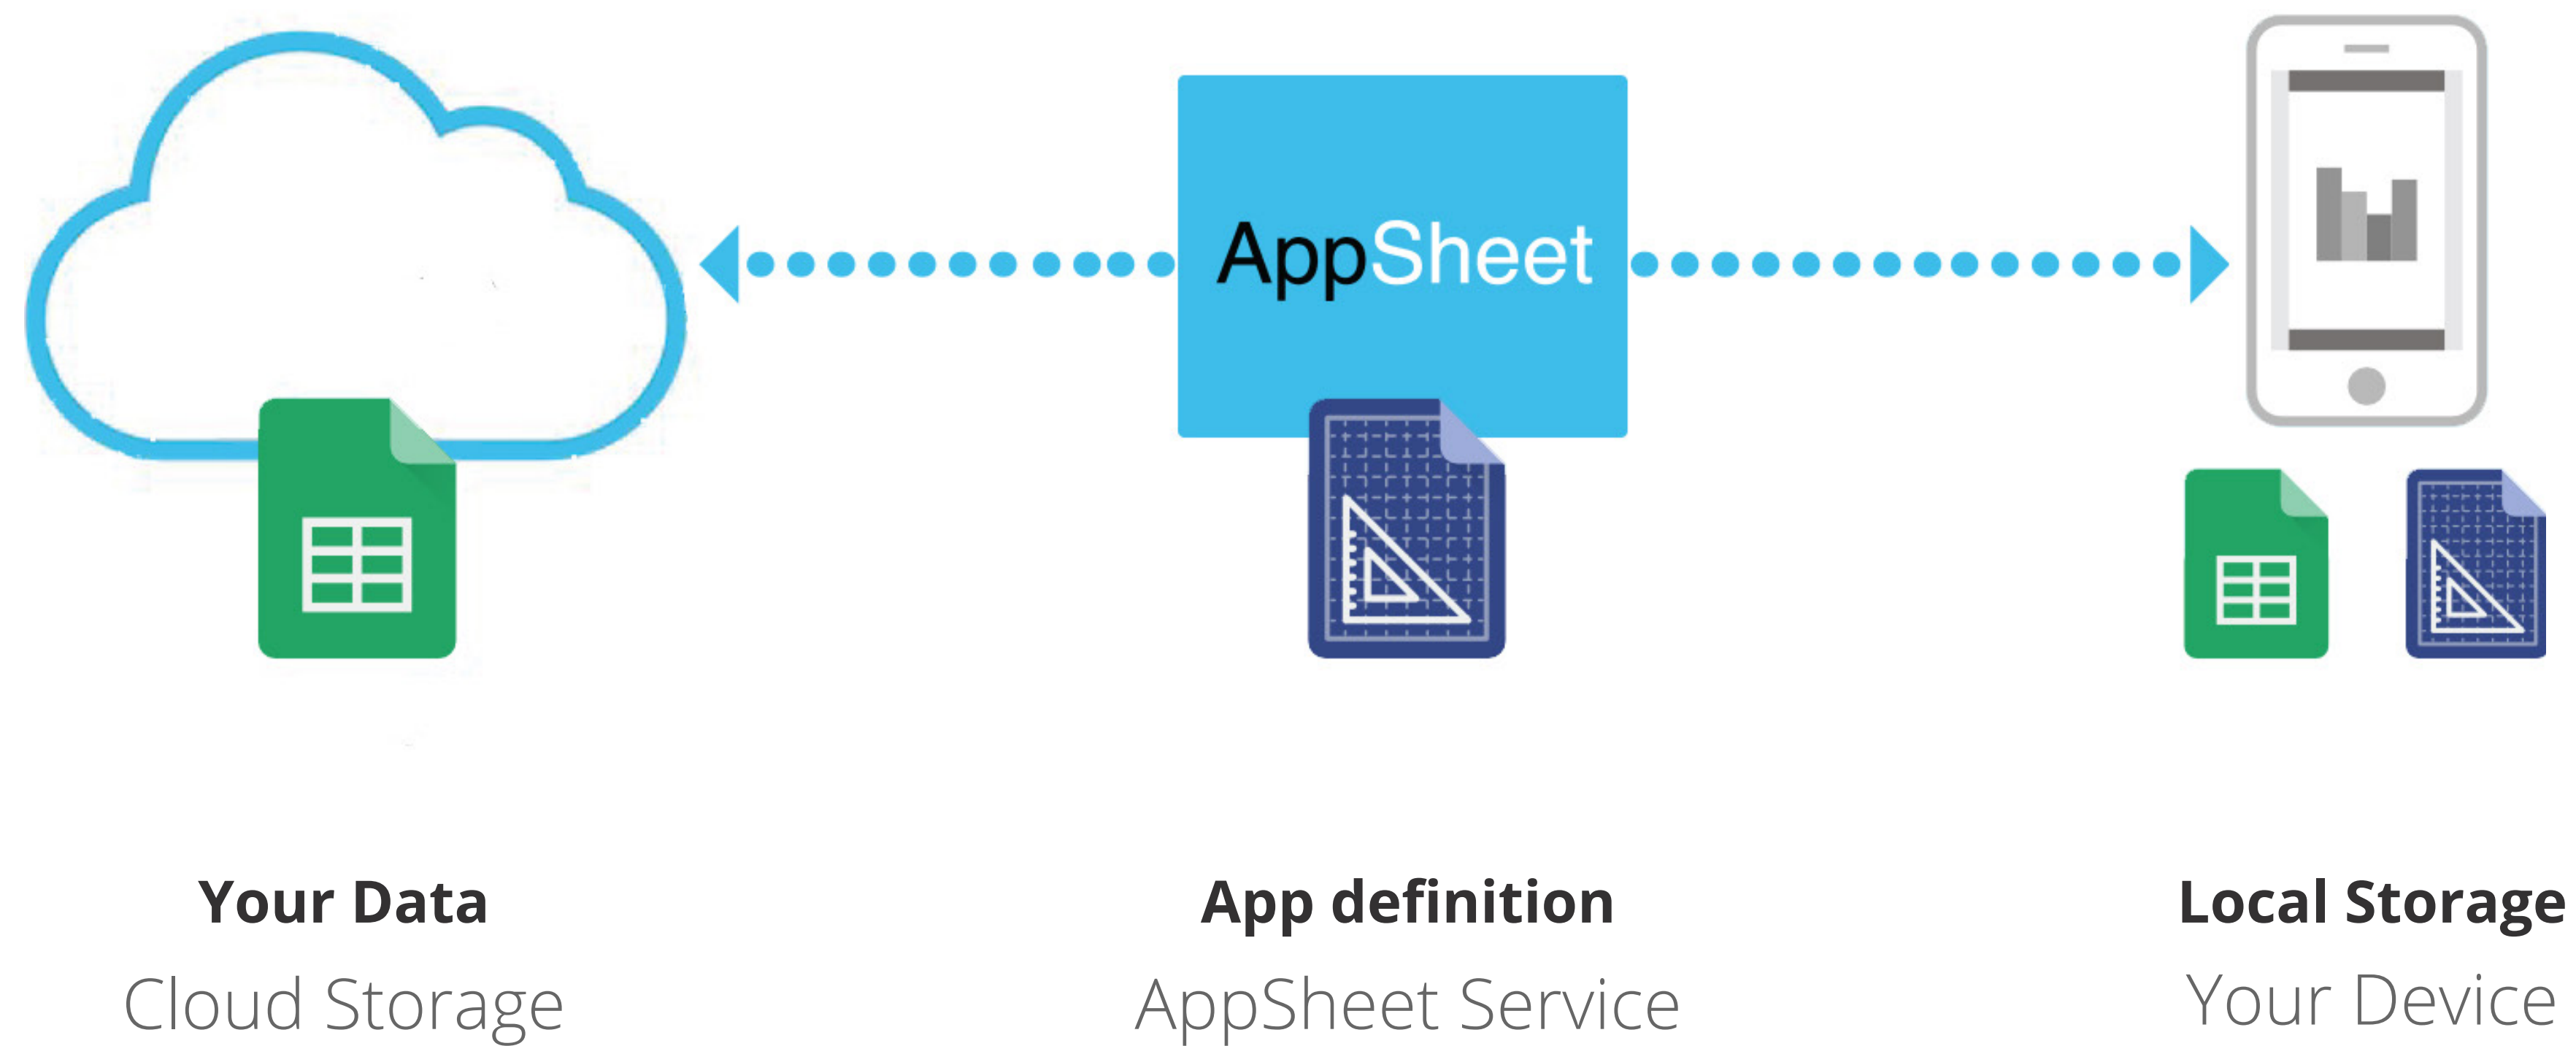 AppSheet
Your Data
Cloud Storage
App definition
AppSheet Service
Local Storage
Your Device